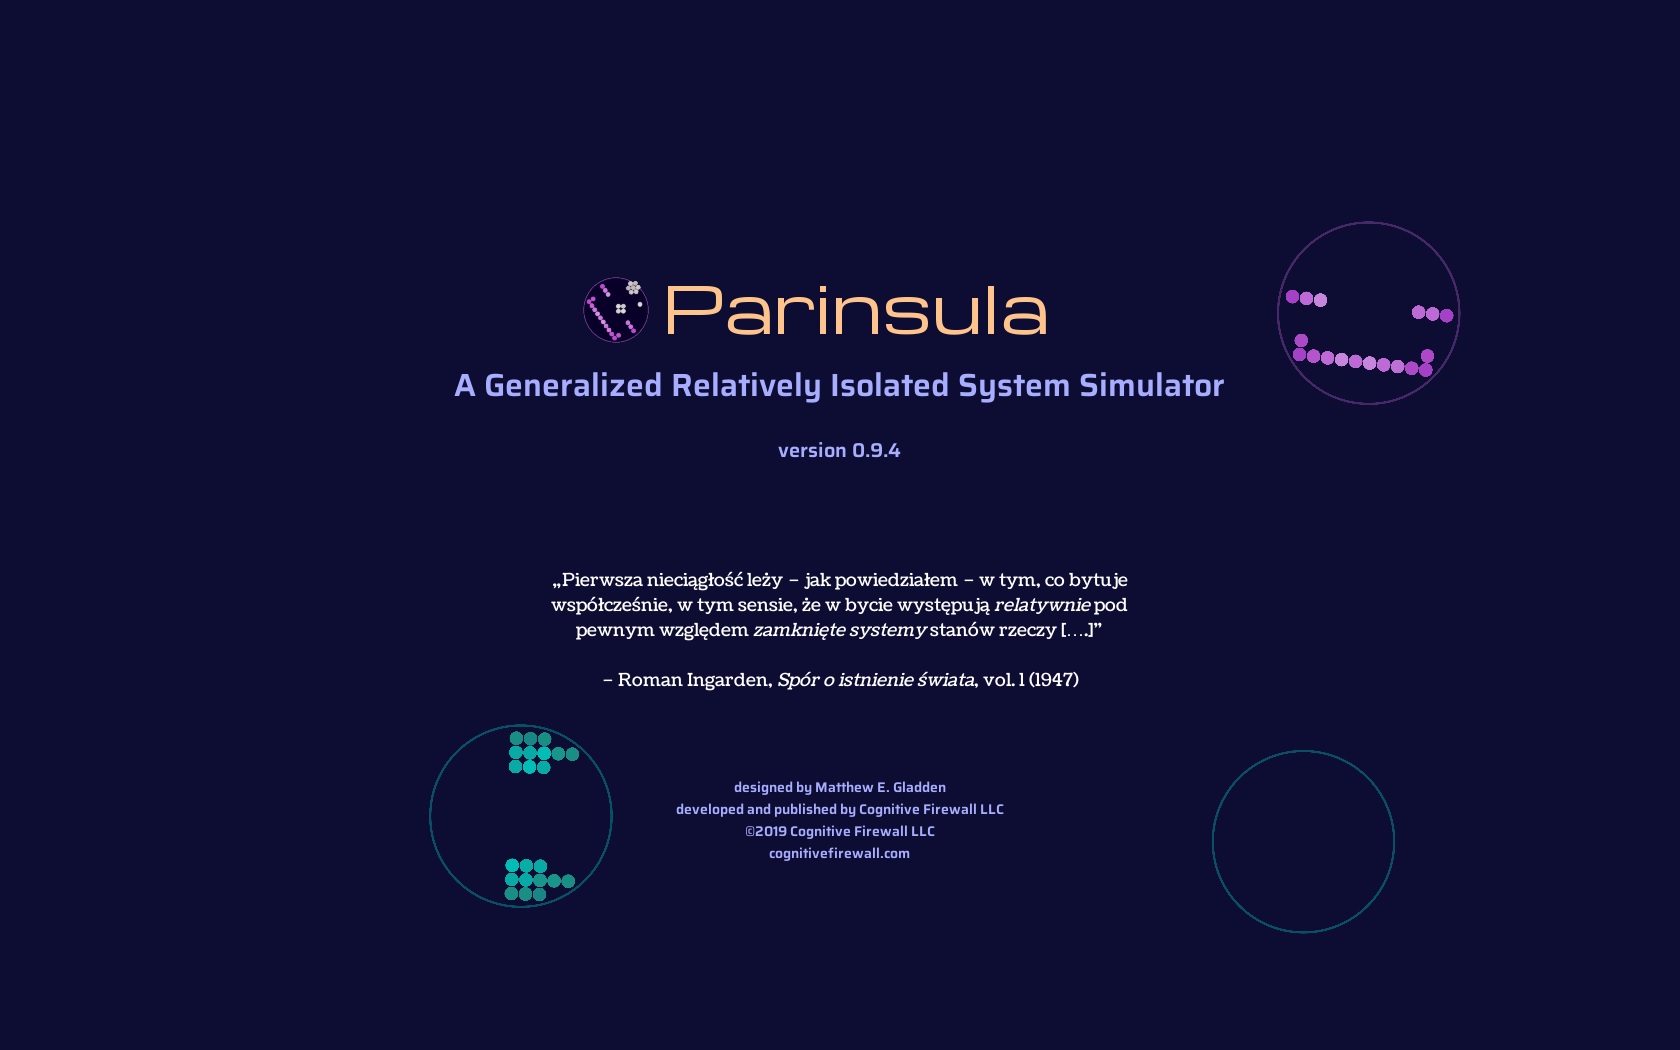 Parinsula
A Generalized Relatively Isolated System Simulator
version 0.9.4
„Pierwsza nieciągłość leży – jak powiedziałem – w tym, co bytuje
współcześnie, w tym sensie, że w bycie występują relatywnie pod
pewnym względem zamknięte systemy stanów rzeczy [….]”
– Roman Ingarden, Spór o istnienie świata, vol. 1 (1947)
designed by Matthew E. Gladden
developed and published by Cognitive Firewall LLC
©2019 Cognitive Firewall LLC
cognitivefirewall.com